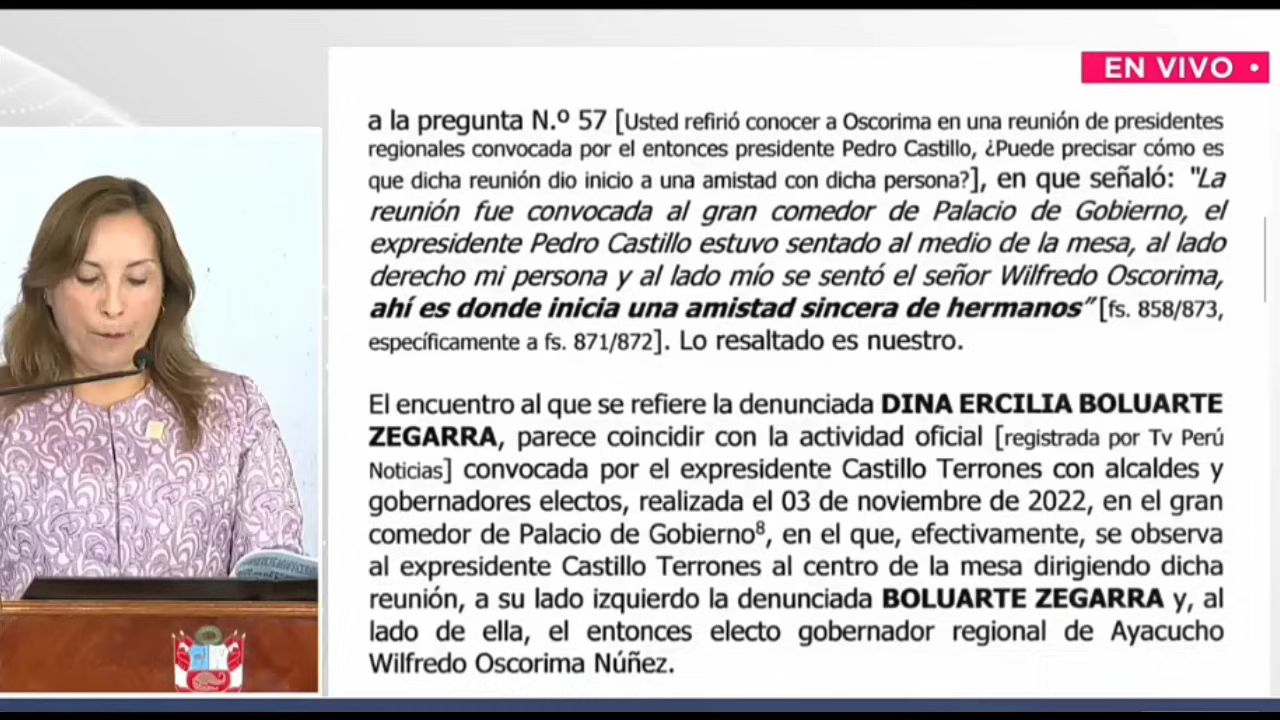 EN VIVO
a la pregunta N.º 57 [Usted refirió conocer a Oscorima en una reunión de presidentes
regionales convocada por el entonces presidente Pedro Castillo, ¿Puede precisar cómo es
que dicha reunión dio inicio a una amistad con dicha persona?], en que señaló: "La
reunión fue convocada al gran comedor de Palacio de Gobierno, el
expresidente Pedro Castillo estuvo sentado al medio de la mesa, al lado
derecho mi persona y al lado mío se sentó el señor Wilfredo Oscorima,
ahí es donde inicia una amistad sincera de hermanos" [fs. 858/873,
específicamente a fs. 871/872]. Lo resaltado es nuestro.
El encuentro al que se refiere la denunciada DINA ERCILIA BOLUARTE
ZEGARRA, parece coincidir con la actividad oficial [registrada por Tv Perú
Noticias] convocada por el expresidente Castillo Terrones con alcaldes y
gobernadores electos, realizada el 03 de noviembre de 2022, en el gran
comedor de Palacio de Gobierno⁸, en el que, efectivamente, se observa
al expresidente Castillo Terrones al centro de la mesa dirigiendo dicha
reunión, a su lado izquierdo la denunciada BOLUARTE ZEGARRA y, al
lado de ella, el entonces electo gobernador regional de Ayacucho
Wilfredo Oscorima Núñez.